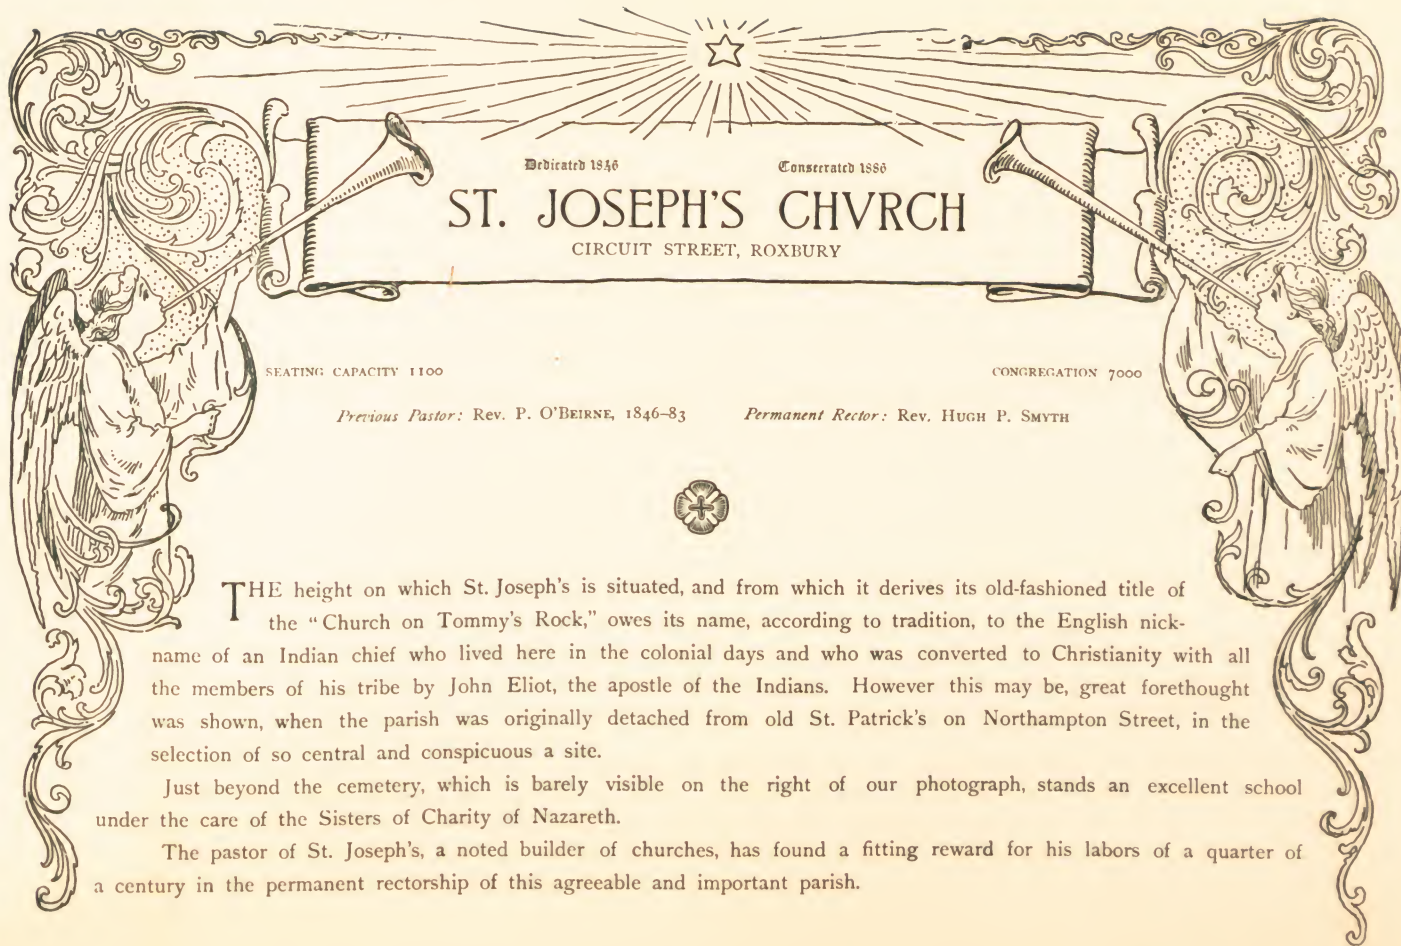 Dedicated 1846 Consecrated 1886
ST. JOSEPH'S CHVRCH
CIRCUIT STREET, ROXBURY
SEATING CAPACITY 1100 CONGREGATION 7000
Previous Pastor: Rev. P. O'Beirne, 1846–83 Permanent Rector: Rev. Hugh P. Smyth
THE height on which St. Joseph's is situated, and from which it derives its old-fashioned title of
the "Church on Tommy's Rock," owes its name, according to tradition, to the English nick-
name of an Indian chief who lived here in the colonial days and who was converted to Christianity with all
the members of his tribe by John Eliot, the apostle of the Indians. However this may be, great forethought
was shown, when the parish was originally detached from old St. Patrick's on Northampton Street, in the
selection of so central and conspicuous a site.
Just beyond the cemetery, which is barely visible on the right of our photograph, stands an excellent school
under the care of the Sisters of Charity of Nazareth.
The pastor of St. Joseph's, a noted builder of churches, has found a fitting reward for his labors of a quarter of
a century in the permanent rectorship of this agreeable and important parish.